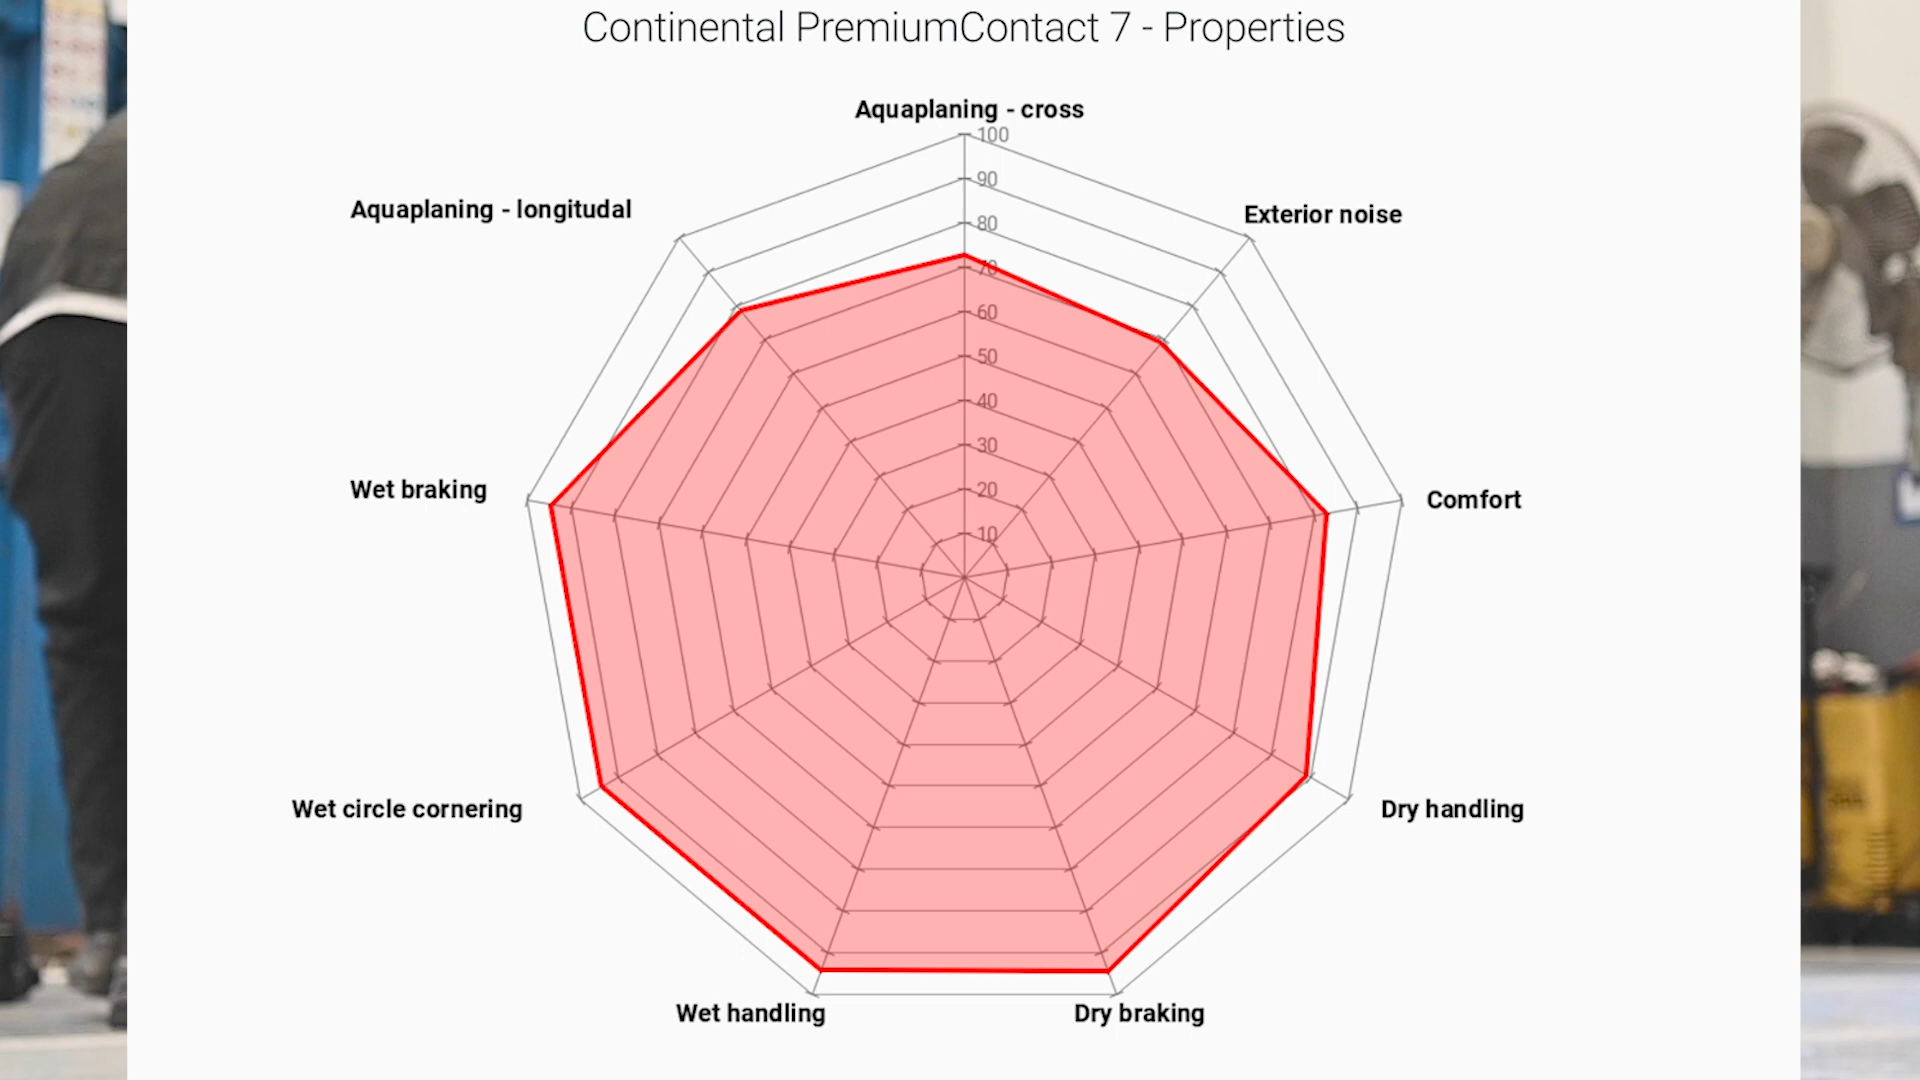 Continental PremiumContact 7 - Properties
Aquaplaning - cross
100
90
Aquaplaning - longitudal
Exterior noise
80
70
60
50
40
30
Wet braking
20
Comfort
10
Wet circle cornering
Dry handling
Wet handling
Dry braking